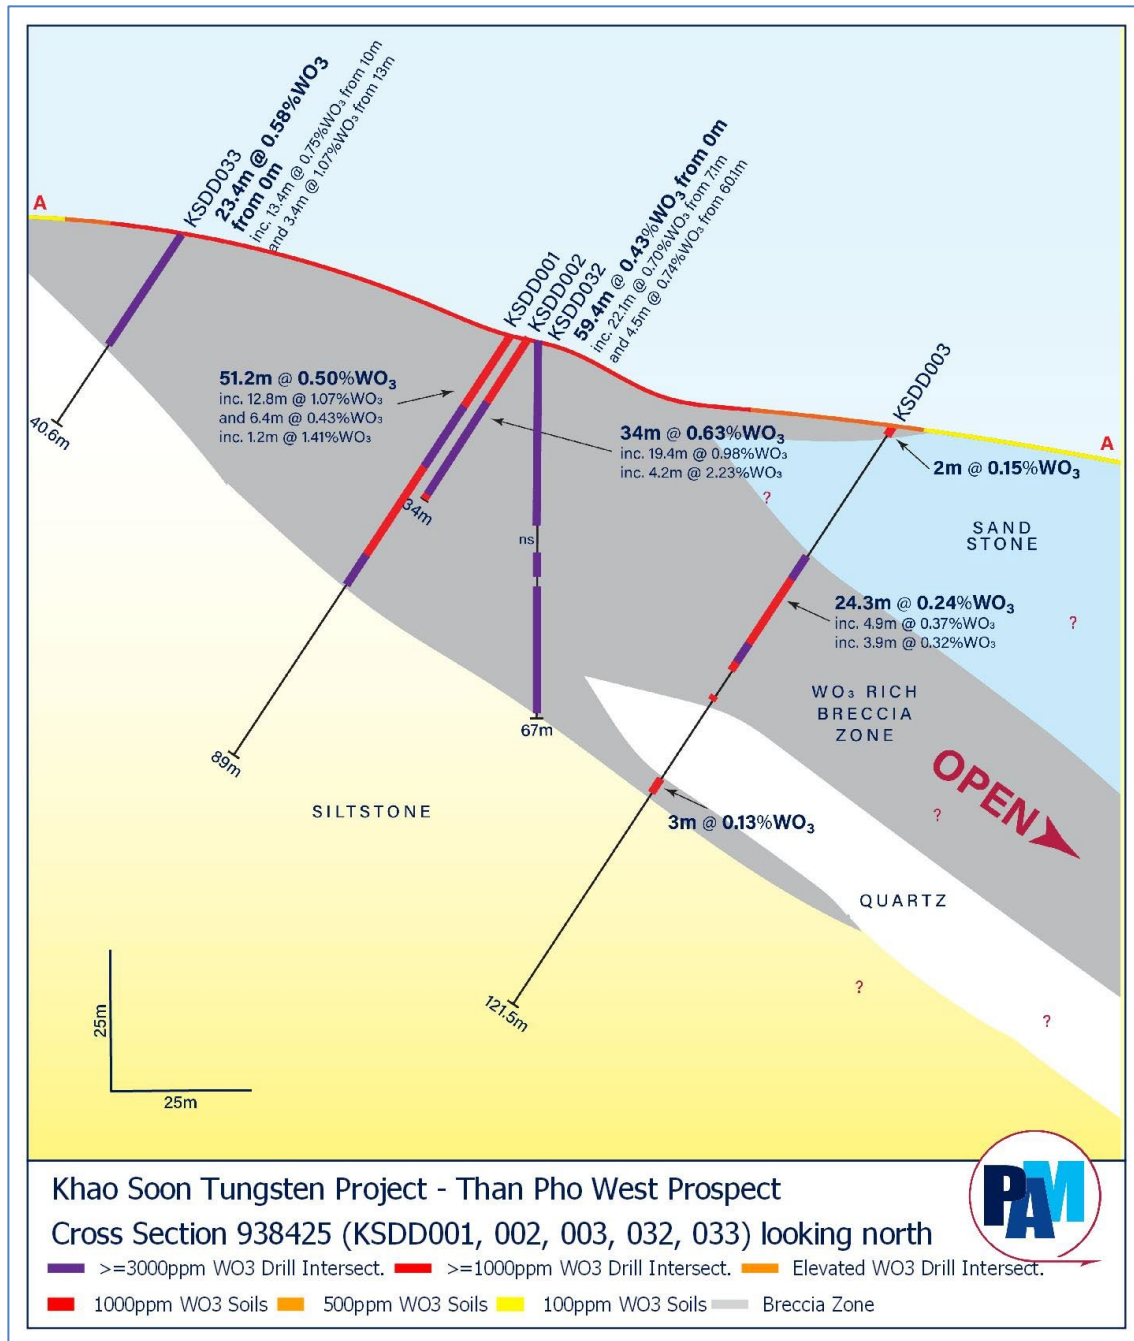 A
KSDD033
23.4m @ 0.58%WO₃
from 0m
inc. 13.4m @ 0.75%WO₃ from 10m
and 3.4m @ 1.07%WO₃ from 13m
KSDD001
KSDD002
KSDD032
59.4m @ 0.43%WO₃ from 0m
inc. 22.1m @ 0.70%WO₃ from 7.1m
and 4.5m @ 0.74%WO₃ from 60.1m
KSDD003
A
51.2m @ 0.50%WO₃
inc. 12.8m @ 1.07%WO₃
and 6.4m @ 0.43%WO₃
inc. 1.2m @ 1.41%WO₃
34m @ 0.63%WO₃
inc. 19.4m @ 0.98%WO₃
inc. 4.2m @ 2.23%WO₃
2m @ 0.15%WO₃
40.6m
34m
ns
?
SAND
STONE
24.3m @ 0.24%WO₃
inc. 4.9m @ 0.37%WO₃
inc. 3.9m @ 0.32%WO₃
?
WO₃ RICH
BRECCIA
ZONE
67m
89m
OPEN
SILTSTONE
3m @ 0.13%WO₃
?
QUARTZ
121.5m
?
?
25m
25m
Khao Soon Tungsten Project - Than Pho West Prospect
Cross Section 938425 (KSDD001, 002, 003, 032, 033) looking north
>=3000ppm WO3 Drill Intersect. >=1000ppm WO3 Drill Intersect. Elevated WO3 Drill Intersect.
1000ppm WO3 Soils 500ppm WO3 Soils 100ppm WO3 Soils Breccia Zone
PAM